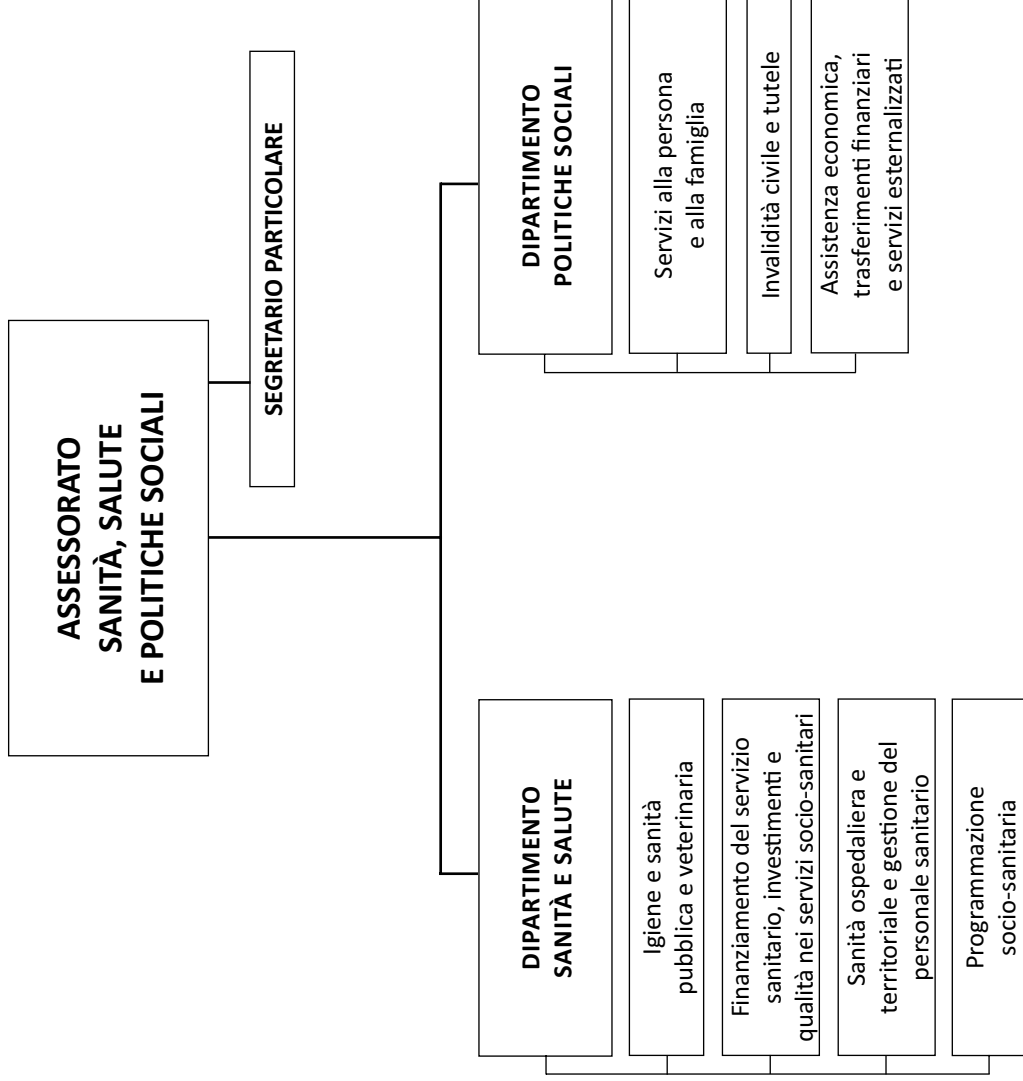 ASSESSORATO
SANITÀ, SALUTE
E POLITICHE SOCIALI
SEGRETARIO PARTICOLARE
DIPARTIMENTO
SANITÀ E SALUTE
Igiene e sanità
pubblica e veterinaria
Finanziamento del servizio
sanitario, investimenti e
qualità nei servizi socio-sanitari
Sanità ospedaliera e
territoriale e gestione del
personale sanitario
Programmazione
socio-sanitaria
DIPARTIMENTO
POLITICHE SOCIALI
Servizi alla persona
e alla famiglia
Invalidità civile e tutele
Assistenza economica,
trasferimenti finanziari
e servizi esternalizzati